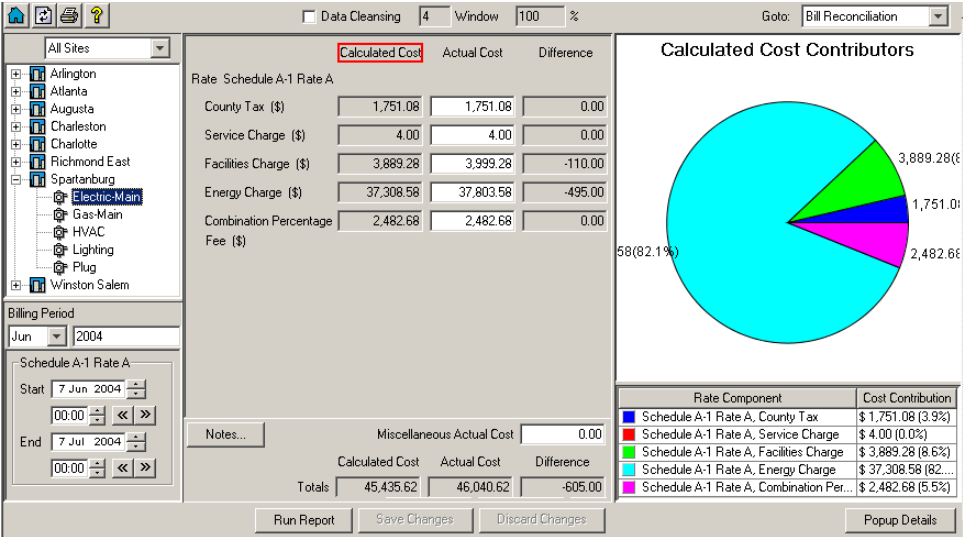 Data Cleansing 4 Window 100 % Goto: Bill Reconciliation
All Sites
Arlington
Atlanta
Augusta
Charleston
Charlotte
Richmond East
Spartanburg
Electric-Main
Gas-Main
HVAC
Lighting
Plug
Winston Salem
Billing Period
Jun 2004
Schedule A-1 Rate A
Start 7 Jun 2004
00:00 « »
End 7 Jul 2004
00:00 « »
Calculated Cost Actual Cost Difference
Rate Schedule A-1 Rate A
County Tax ($) 1,751.08 1,751.08 0.00
Service Charge ($) 4.00 4.00 0.00
Facilities Charge ($) 3,889.28 3,999.28 -110.00
Energy Charge ($) 37,308.58 37,803.58 -495.00
Combination Percentage 2,482.68 2,482.68 0.00
Fee ($)
Notes... Miscellaneous Actual Cost 0.00
Calculated Cost Actual Cost Difference
Totals 45,435.62 46,040.62 -605.00
Calculated Cost Contributors
3,889.28(8
1,751.0
58(82.1%)
2,482.68
Rate Component Cost Contribution
Schedule A-1 Rate A, County Tax $ 1,751.08 (3.9%)
Schedule A-1 Rate A, Service Charge $ 4.00 (0.0%)
Schedule A-1 Rate A, Facilities Charge $ 3,889.28 (8.6%)
Schedule A-1 Rate A, Energy Charge $ 37,308.58 (82....
Schedule A-1 Rate A, Combination Per... $ 2,482.68 (5.5%)
Run Report Save Changes Discard Changes Popup Details